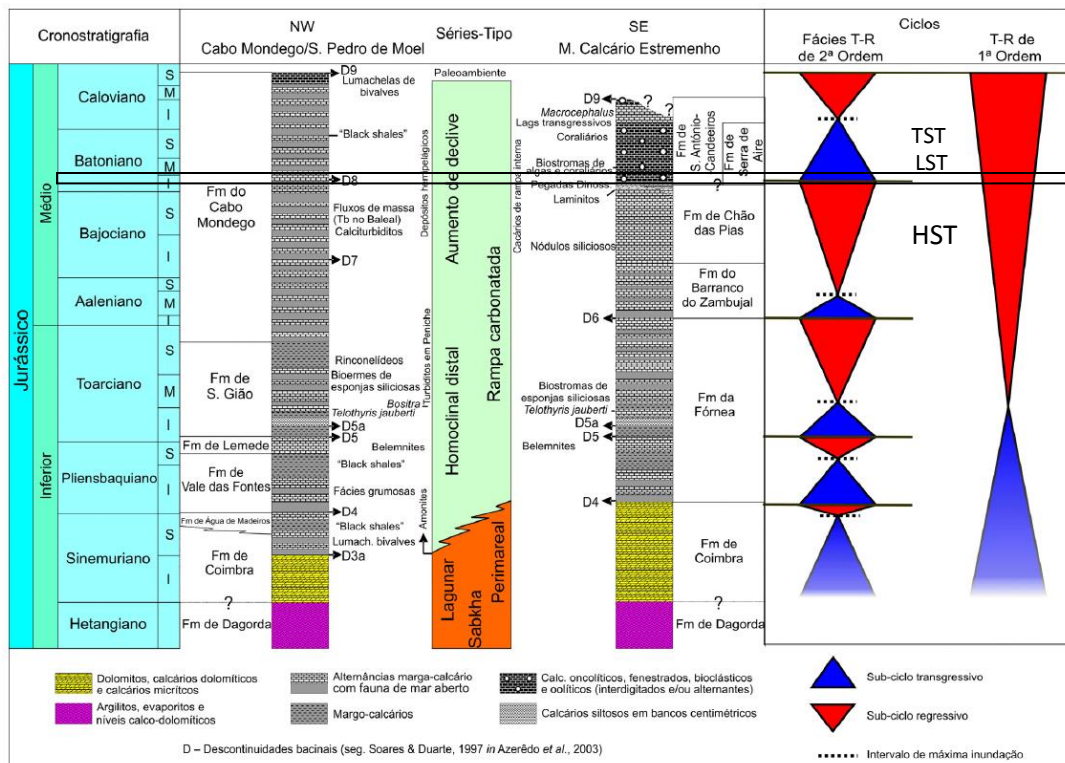 Cronostratigrafia
NW
Cabo Mondego/S. Pedro de Moel
Séries-Tipo
SE
M. Calcário Estremenho
Ciclos
Fácies T-R
de 2ª Ordem
T-R de
1ª Ordem
Jurássico
Médio
Inferior
Caloviano
S
M
I
Batoniano
S
M
I
Bajociano
S
I
Aaleniano
S
M
I
Toarciano
S
M
I
Pliensbaquiano
S
I
Sinemuriano
S
I
Hetangiano
Fm do
Cabo
Mondego
Fm de
S. Gião
Fm de Lemede
Fm de
Vale das Fontes
Fm de Água de Madeiros
Fm de
Coimbra
?
Fm de Dagorda
D9
Lumachelas de
bivalves
"Black shales"
D8
Fluxos de massa
(Tb no Baleal)
Calciturbiditos
D7
Rinconelídeos
Bioermes de
esponjas siliciosas
Bositra
Telothyris jauberti
D5a
D5
Belemnites
"Black shales"
Fácies grumosas
D4
"Black shales"
Lumach. bivalves
D3a
Turbiditos em Peniche
Depósitos hemipelágicos
Amonites
Paleoambiente
Aumento de declive
Homoclinal distal
Rampa carbonatada
Lagunar
Sabkha
Perimareal
Cacários de rampa interna
D9
?
?
Macrocephalus
Lags transgressivos
Coraliários
Biostromas de
algas e coraliários
Pegadas Dinoss.
Laminitos
Nódulos siliciosos
D6
Biostromas de
esponjas siliciosas
Telothyris jauberti
D5a
D5
Belemnites
D4
Fm de
S. António-
Candeeiros
Fm de
Serra de
Aire
?
Fm de Chão
das Pias
Fm do
Barranco
do Zambujal
Fm da
Fórnea
Fm de
Coimbra
?
Fm de Dagorda
TST
LST
HST
Dolomitos, calcários dolomíticos
e calcários micrítcos
Argilitos, evaporitos e
níveis calco-dolomíticos
Alternâncias marga-calcário
com fauna de mar aberto
Margo-calcários
Calc. oncolíticos, fenestrados, bioclásticos
e oolíticos (interdigitados e/ou alternantes)
Calcários siltosos em bancos centimétricos
Sub-ciclo transgressivo
Sub-ciclo regressivo
Intervalo de máxima inundação
D – Descontinuidades bacinais (seg. Soares & Duarte, 1997 in Azerêdo et al., 2003)